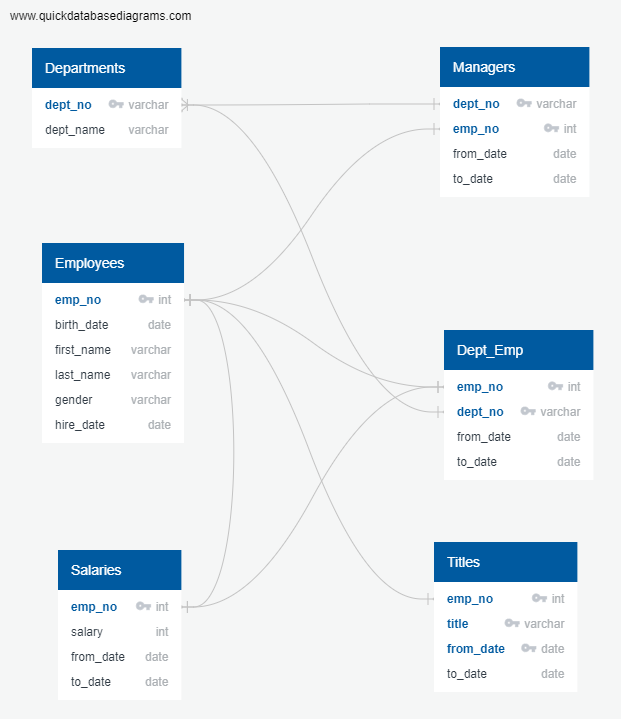 www.quickdatabasediagrams.com
Departments
dept_no varchar
dept_name varchar
Managers
dept_no varchar
emp_no int
from_date date
to_date date
Employees
emp_no int
birth_date date
first_name varchar
last_name varchar
gender varchar
hire_date date
Dept_Emp
emp_no int
dept_no varchar
from_date date
to_date date
Salaries
emp_no int
salary int
from_date date
to_date date
Titles
emp_no int
title varchar
from_date date
to_date date